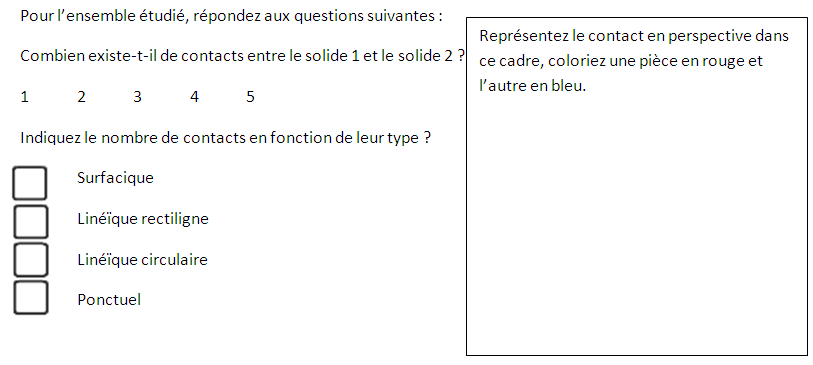 Pour l'ensemble étudié, répondez aux questions suivantes :
Combien existe-t-il de contacts entre le solide 1 et le solide 2 ?
1 2 3 4 5
Indiquez le nombre de contacts en fonction de leur type ?
Surfacique
Linéïque rectiligne
Linéïque circulaire
Ponctuel
Représentez le contact en perspective dans
ce cadre, coloriez une pièce en rouge et
l'autre en bleu.